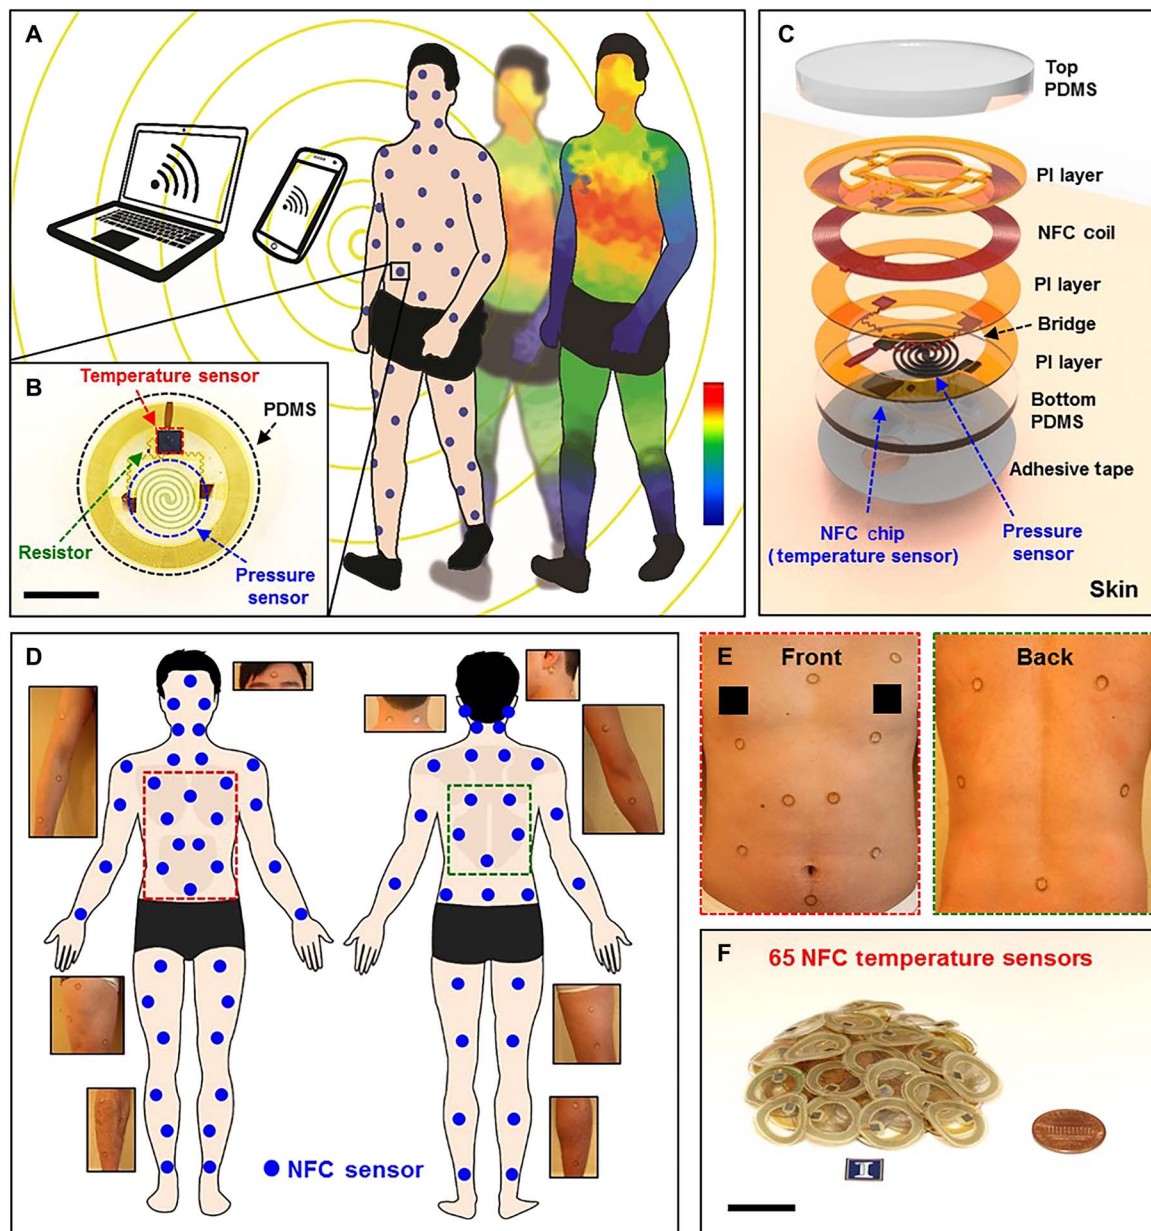 A
B
Temperature sensor
PDMS
Resistor
Pressure
sensor
C
Top
PDMS
PI layer
NFC coil
PI layer
Bridge
PI layer
Bottom
PDMS
Adhesive tape
NFC chip
(temperature sensor)
Pressure
sensor
Skin
D
NFC sensor
E
Front
Back
F
65 NFC temperature sensors
I